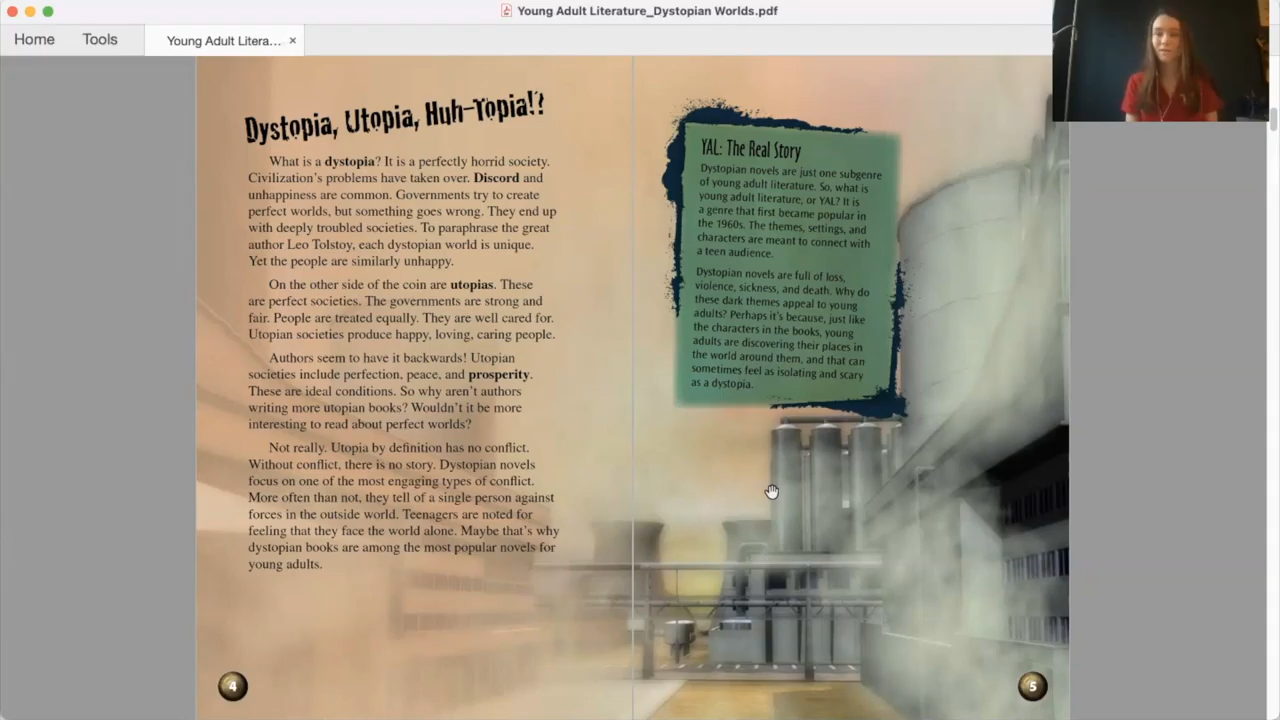 Young Adult Literature_Dystopian Worlds.pdf
Home
Tools
Young Adult Litera...
×
Dystopia, Utopia, Huh-Topia!?
What is a dystopia? It is a perfectly horrid society.
Civilization's problems have taken over. Discord and
unhappiness are common. Governments try to create
perfect worlds, but something goes wrong. They end up
with deeply troubled societies. To paraphrase the great
author Leo Tolstoy, each dystopian world is unique.
Yet the people are similarly unhappy.
On the other side of the coin are utopias. These
are perfect societies. The governments are strong and
fair. People are treated equally. They are well cared for.
Utopian societies produce happy, loving, caring people.
Authors seem to have it backwards! Utopian
societies include perfection, peace, and prosperity.
These are ideal conditions. So why aren't authors
writing more utopian books? Wouldn't it be more
interesting to read about perfect worlds?
Not really. Utopia by definition has no conflict.
Without conflict, there is no story. Dystopian novels
focus on one of the most engaging types of conflict.
More often than not, they tell of a single person against
forces in the outside world. Teenagers are noted for
feeling that they face the world alone. Maybe that's why
dystopian books are among the most popular novels for
young adults.
4
YAL: The Real Story
Dystopian novels are just one subgenre
of young adult literature. So, what is
young adult literature, or YAL? It is
a genre that first became popular in
the 1960s. The themes, settings, and
characters are meant to connect with
a teen audience.
Dystopian novels are full of loss,
violence, sickness, and death. Why do
these dark themes appeal to young
adults? Perhaps it's because, just like
the characters in the books, young
adults are discovering their places in
the world around them, and that can
sometimes feel as isolating and scary
as a dystopia.
5